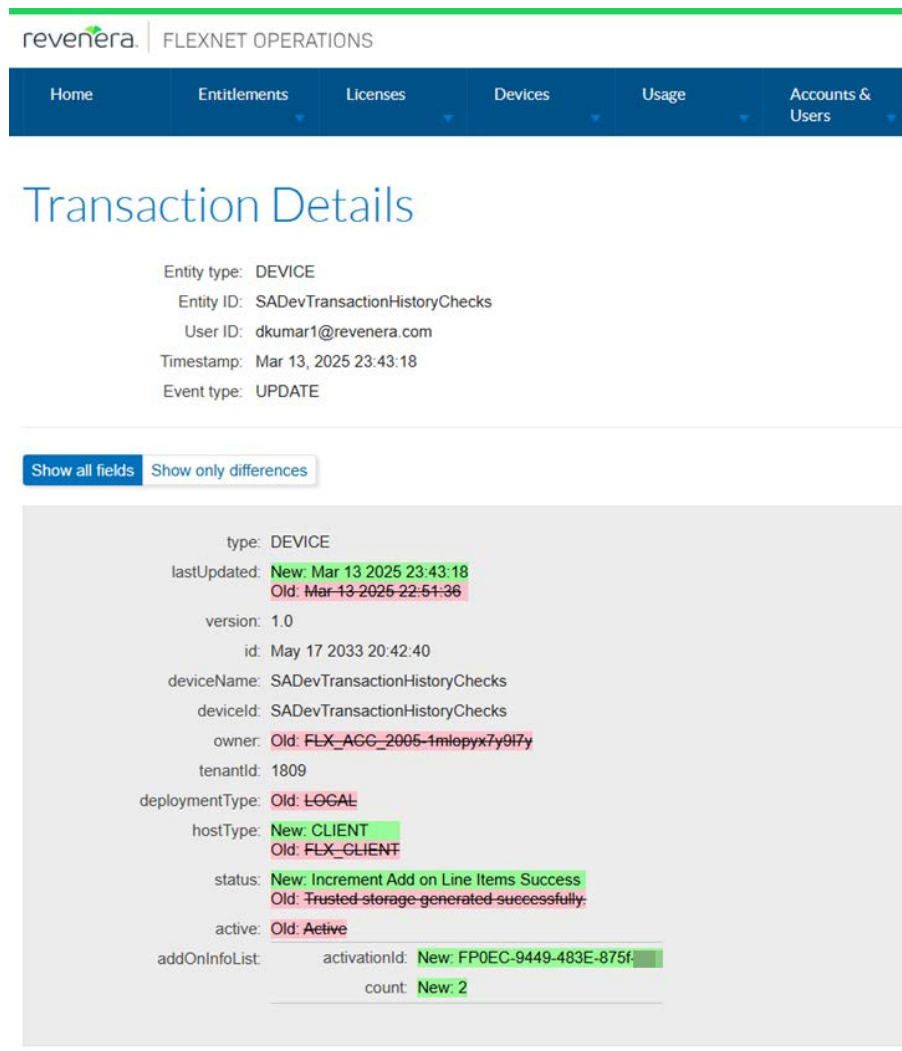 revenera. FLEXNET OPERATIONS
Home Entitlements Licenses Devices Usage Accounts & Users
Transaction Details
Entity type: DEVICE
Entity ID: SADevTransactionHistoryChecks
User ID: dkumar1@revenera.com
Timestamp: Mar 13, 2025 23:43:18
Event type: UPDATE
Show all fields Show only differences
type: DEVICE
lastUpdated: New: Mar 13 2025 23:43:18
Old: Mar 13 2025 22:51:36
version: 1.0
id: May 17 2033 20:42:40
deviceName: SADevTransactionHistoryChecks
deviceId: SADevTransactionHistoryChecks
owner: Old: FLX_ACC_2005-1mlopyx7y9l7y
tenantId: 1809
deploymentType: Old: LOCAL
hostType: New: CLIENT
Old: FLX_CLIENT
status: New: Increment Add on Line Items Success
Old: Trusted storage generated successfully.
active: Old: Active
addOnInfoList: activationId: New: FP0EC-9449-483E-875f-
count: New: 2